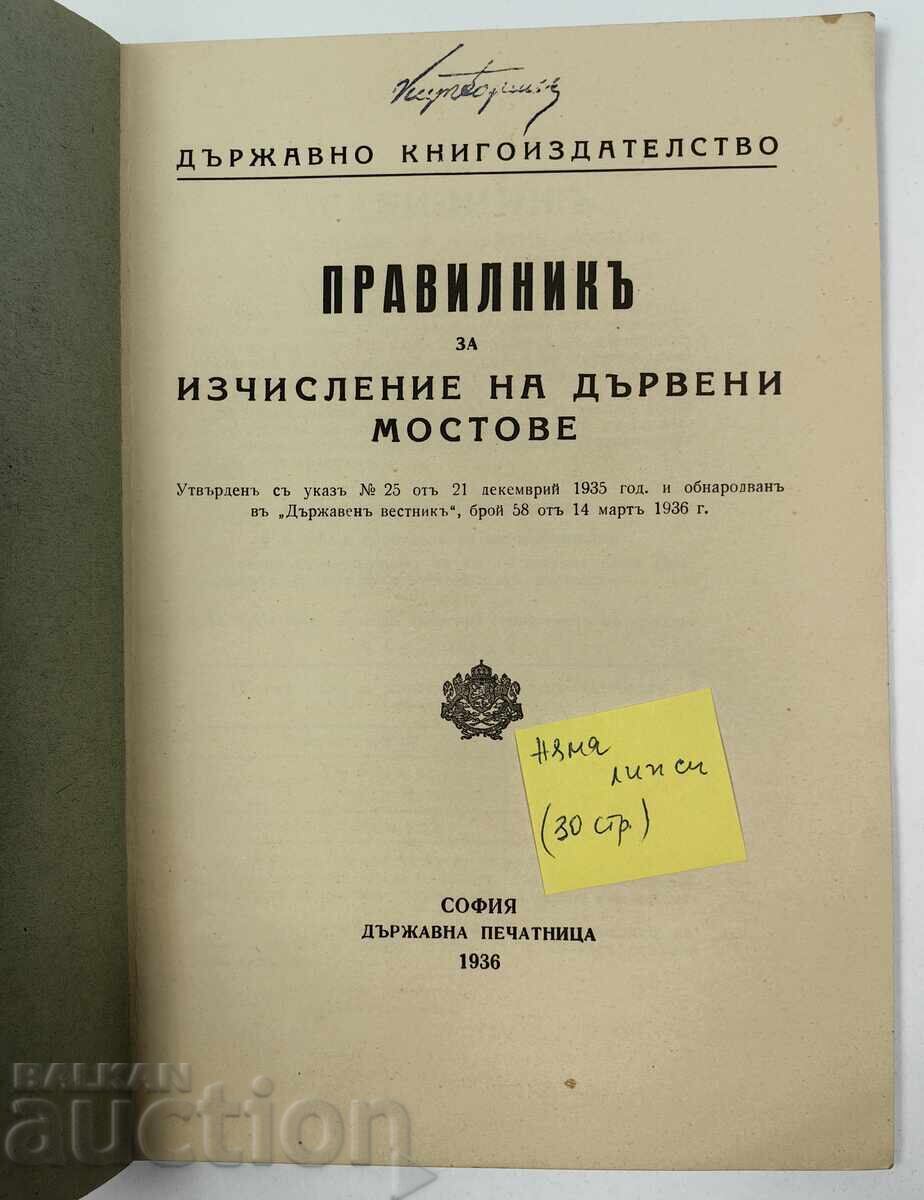 ДЪРЖАВНО КНИГОИЗДАТЕЛСТВО
ПРАВИЛНИКЪ
ЗА
ИЗЧИСЛЕНИЕ НА ДЪРВЕНИ
МОСТОВЕ
Утвърденъ съ указъ № 25 отъ 21 декемврий 1935 год. и обнародванъ
въ „Държавенъ вестникъ“, брой 58 отъ 14 мартъ 1936 г.
няма
липси
(30 стр.)
СОФИЯ
ДЪРЖАВНА ПЕЧАТНИЦА
1936
BALKAN
auction